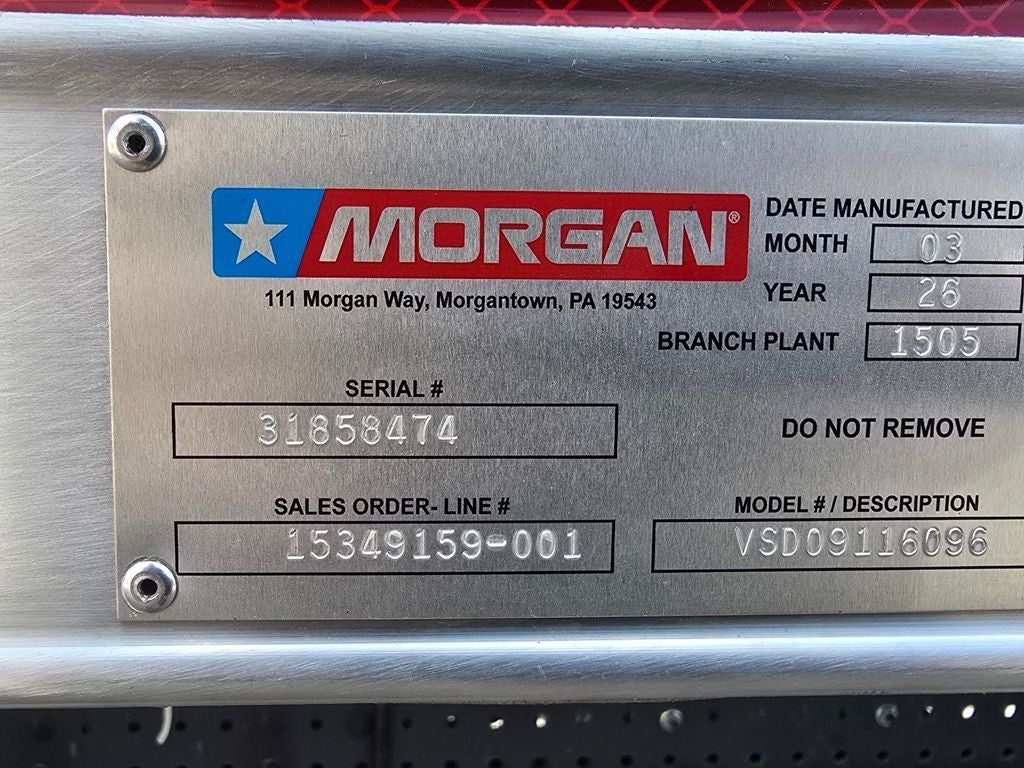 MORGAN®
111 Morgan Way, Morgantown, PA 19543
DATE MANUFACTURED
MONTH 03
YEAR 26
BRANCH PLANT 1505
SERIAL #
31858474
DO NOT REMOVE
SALES ORDER- LINE #
15349159-001
MODEL # / DESCRIPTION
VSD09116096